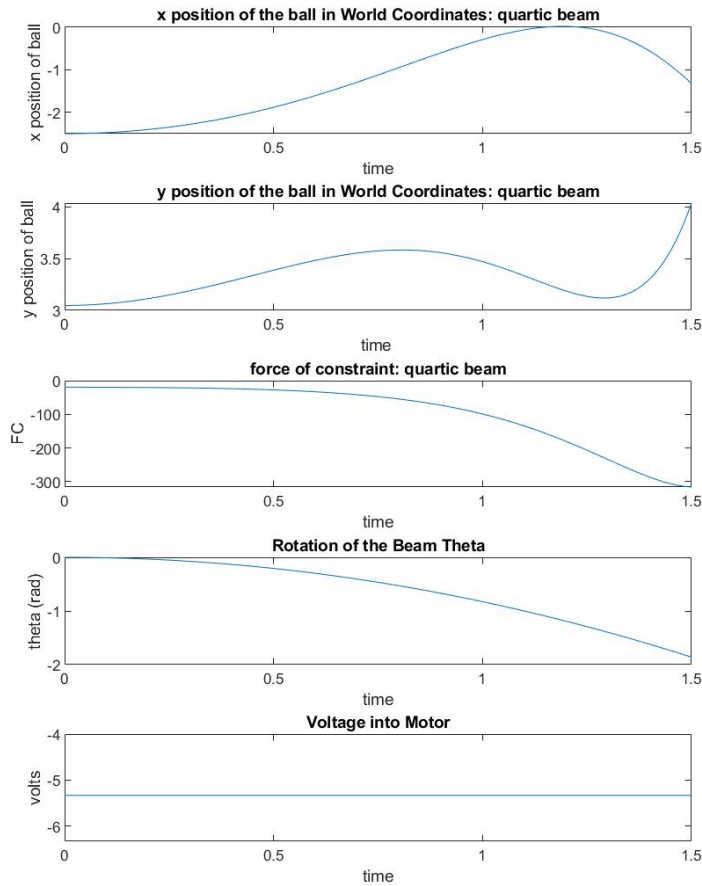 x position of the ball in World Coordinates: quartic beam
x position of ball
0
-1
-2
0 0.5 1 1.5
time
y position of the ball in World Coordinates: quartic beam
y position of ball
4
3.5
3
0 0.5 1 1.5
time
force of constraint: quartic beam
FC
0
-100
-200
-300
0 0.5 1 1.5
time
Rotation of the Beam Theta
theta (rad)
0
-1
-2
0 0.5 1 1.5
time
Voltage into Motor
volts
-4
-5
-6
0 0.5 1 1.5
time